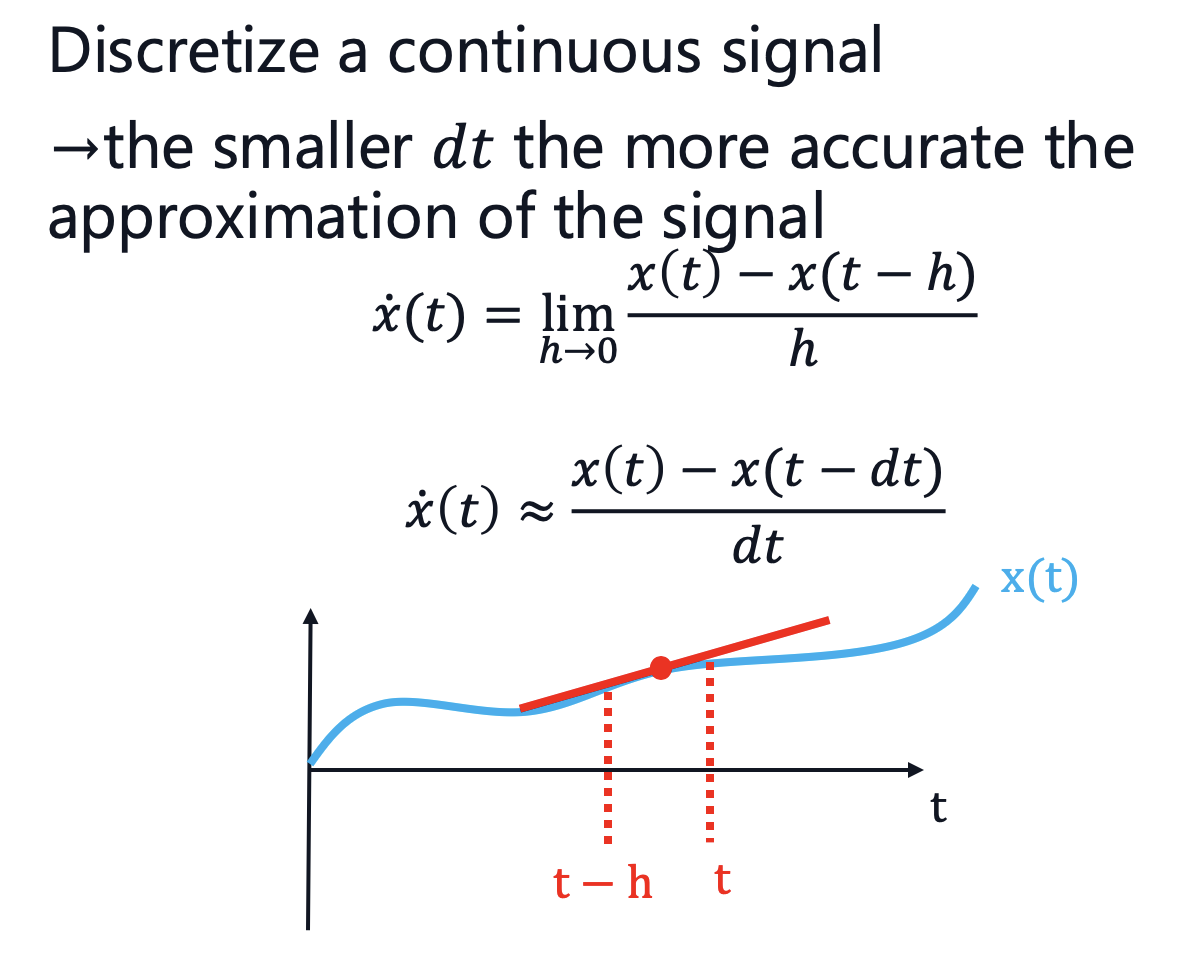 Discretize a continuous signal
→the smaller dt the more accurate the
approximation of the signal
ẋ(t) = lim_{h→0} (x(t) − x(t − h)) / h
ẋ(t) ≈ (x(t) − x(t − dt)) / dt
x(t)
t
t − h
t